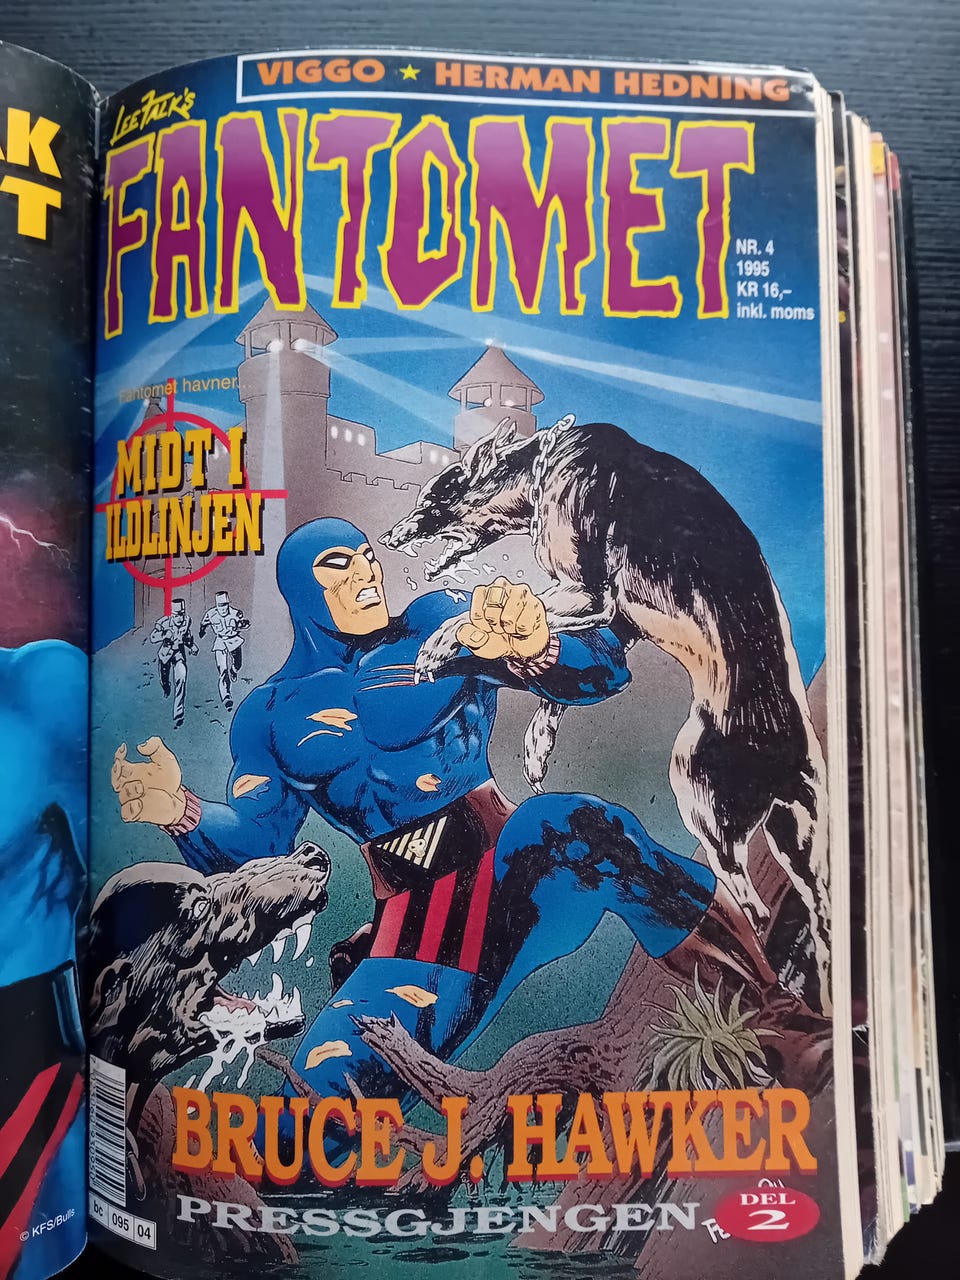 VIGGO ★ HERMAN HEDNING
LEE FALK'S
FANTOMET
NR. 4
1995
KR 16,–
inkl. moms
Fantomet havner...
MIDT I
ILDLINJEN
BRUCE J. HAWKER
PRESSGJENGEN
DEL
2
bc 095 04
AK
T
© KFS/Bulls